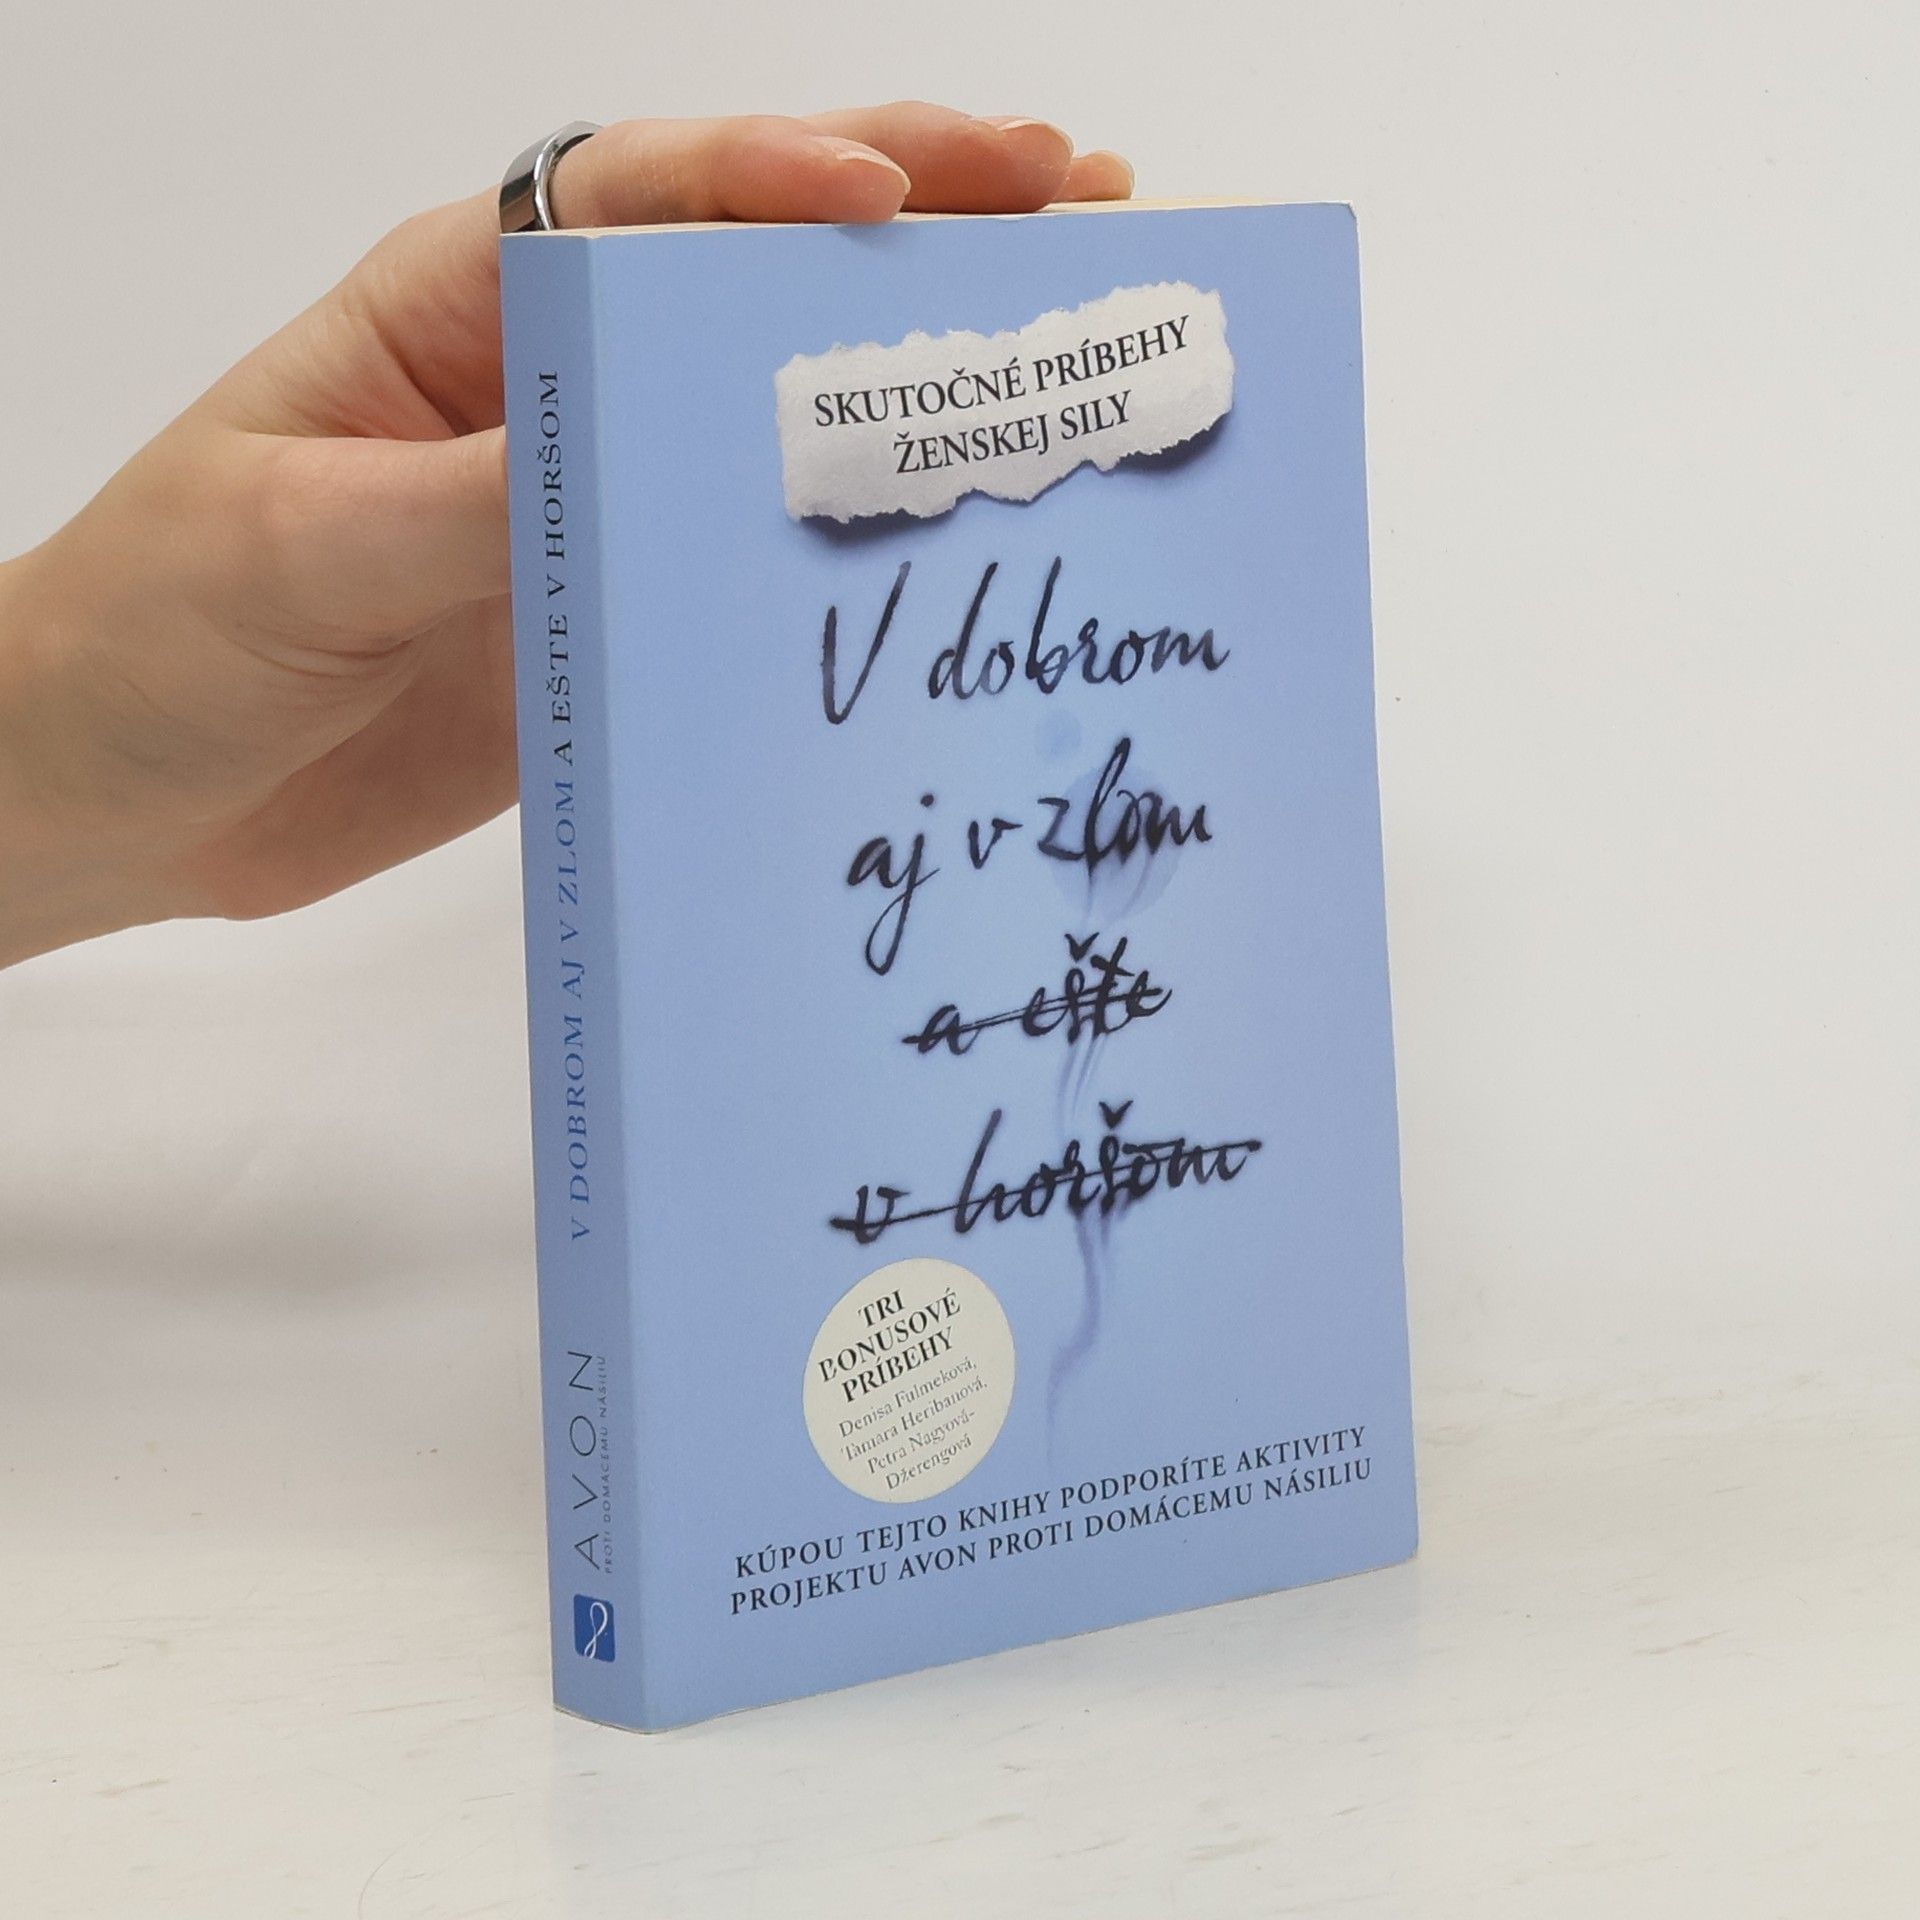 SKUTOČNÉ PRÍBEHY
ŽENSKEJ SILY
V dobrom
aj v zlom
a ešte
v horšom
TRI
BONUSOVÉ
PRÍBEHY
Denisa Fulmeková,
Tamara Heribanová,
Petra Nagyová-
Džerengová
KÚPOU TEJTO KNIHY PODPORÍTE AKTIVITY
PROJEKTU AVON PROTI DOMÁCEMU NÁSILIU
V DOBROM AJ V ZLOM A EŠTE V HORŠOM
AVON
PROTI DOMÁCEMU NÁSILIU